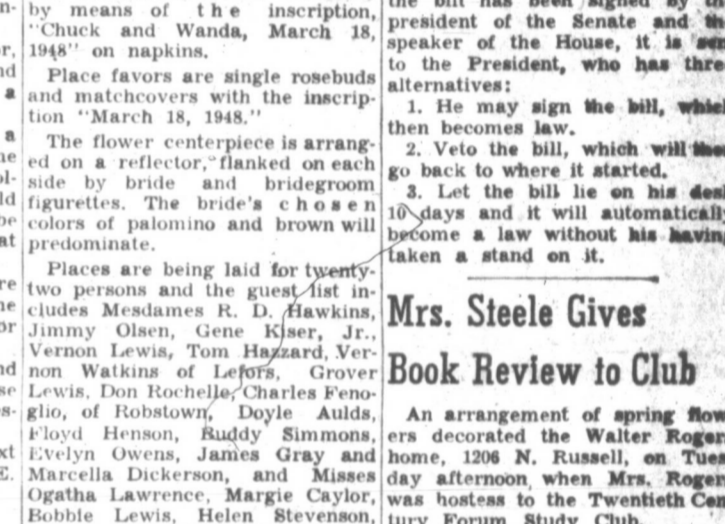 by means of the inscription,
"Chuck and Wanda, March 18,
1948" on napkins.
Place favors are single rosebuds
and matchcovers with the inscrip-
tion "March 18, 1948."
The flower centerpiece is arrang-
ed on a reflector, flanked on each
side by bride and bridegroom
figurettes. The bride's chosen
colors of palomino and brown will
predominate.
Places are being laid for twenty-
two persons and the guest list in-
cludes Mesdames R. D. Hawkins,
Jimmy Olsen, Gene Kiser, Jr.,
Vernon Lewis, Tom Hazzard, Ver-
non Watkins of Lefors, Grover
Lewis, Don Rochelle, Charles Feno-
glio, of Robstown, Doyle Aulds,
Floyd Henson, Buddy Simmons,
Evelyn Owens, James Gray and
Marcella Dickerson, and Misses
Ogatha Lawrence, Margie Caylor,
Bobbie Lewis, Helen Stevenson,
the bill has been signed by
president of the Senate and
speaker of the House, it is
to the President, who has
alternatives:
1. He may sign the bill,
then becomes law.
2. Veto the bill, which will
go back to where it started.
3. Let the bill lie on his
10 days and it will
become a law without his
taken a stand on it.
Mrs. Steele Gives
Book Review to Club
An arrangement of spring
ers decorated the Walter
home, 1206 N. Russell, on Tues
day afternoon when Mrs.
was hostess to the Twentieth Cen
tury Forum Study Club.